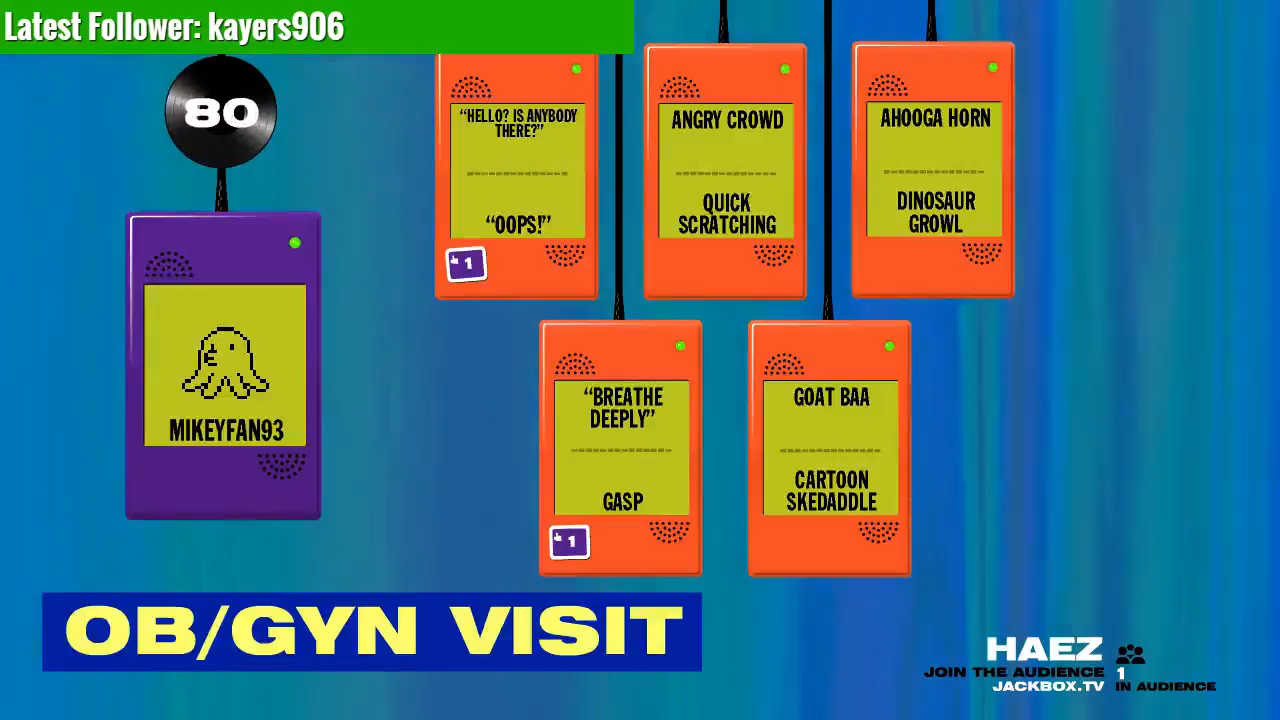 Latest Follower: kayers906
80
MIKEYFAN93
“HELLO? IS ANYBODY
THERE?”
“OOPS!”
1
ANGRY CROWD
QUICK
SCRATCHING
AHOOGA HORN
DINOSAUR
GROWL
“BREATHE
DEEPLY”
GASP
1
GOAT BAA
CARTOON
SKEDADDLE
OB/GYN VISIT
HAEZ
JOIN THE AUDIENCE
JACKBOX.TV
1
IN AUDIENCE